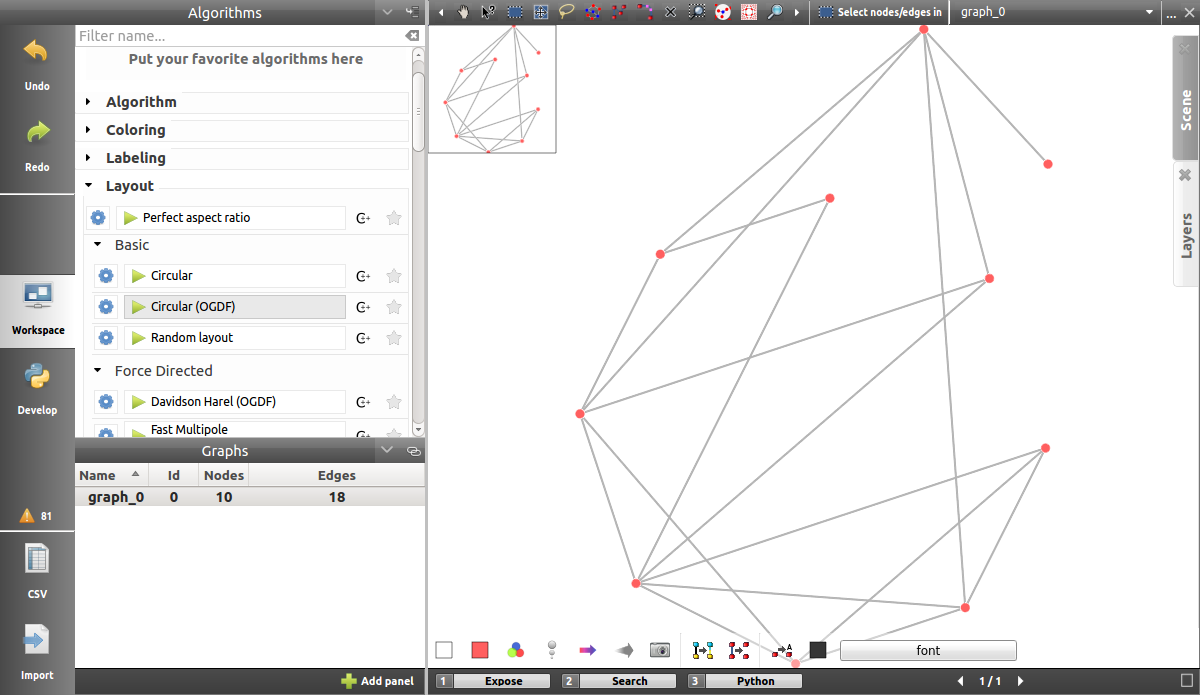 Algorithms
Select nodes/edges in
graph_0
...
Filter name...
Put your favorite algorithms here
Undo
Redo
Algorithm
Coloring
Labeling
Layout
Perfect aspect ratio
Basic
Circular
Circular (OGDF)
Random layout
Force Directed
Davidson Harel (OGDF)
Fast Multipole
Workspace
Develop
81
CSV
Import
Graphs
Name Id Nodes Edges
graph_0 0 10 18
Add panel
Scene
Layers
A
font
1 Expose
2 Search
3 Python
1 / 1